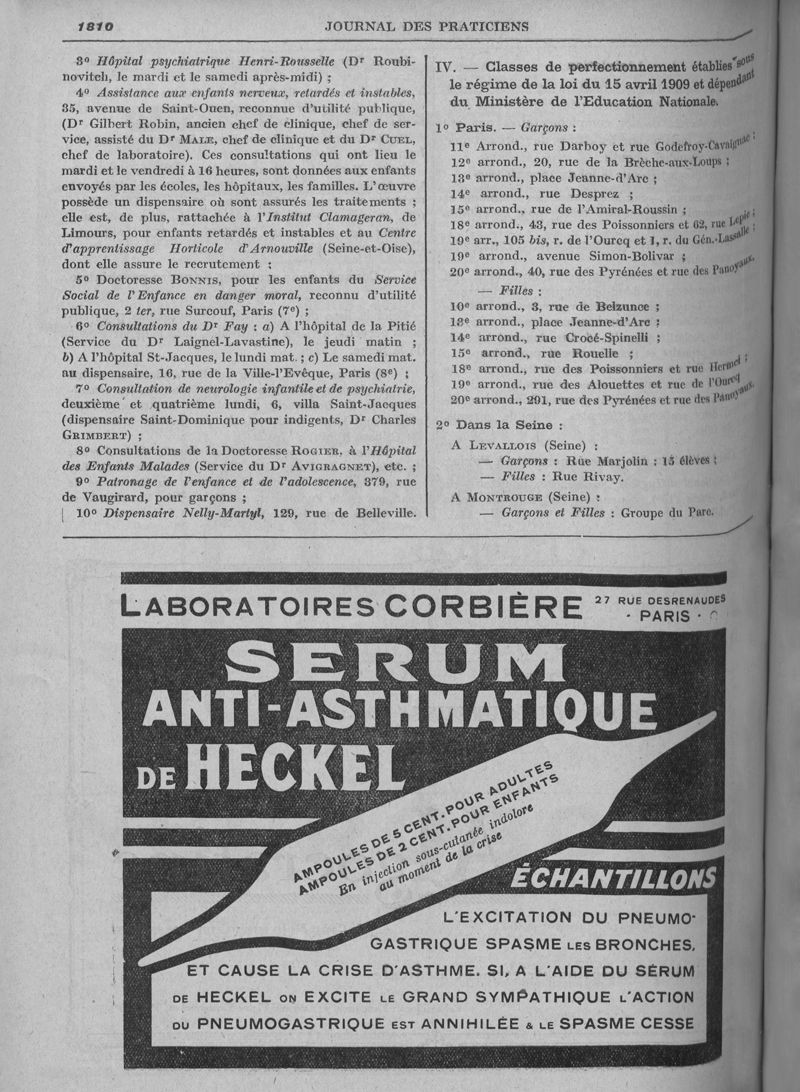 1810
JOURNAL DES PRATICIENS
3º Hôpital psychiatrique Henri-Rousselle (Dr Roubi-
novitch, le mardi et le samedi après-midi) ;
4º Assistance aux enfants nerveux, retardés et instables,
35, avenue de Saint-Ouen, reconnue d'utilité publique,
(Dr Gilbert Robin, ancien chef de clinique, chef de ser-
vice, assisté du Dr MALE, chef de clinique et du Dr CUEL,
chef de laboratoire). Ces consultations qui ont lieu le
mardi et le vendredi à 16 heures, sont données aux enfants
envoyés par les écoles, les hôpitaux, les familles. L'œuvre
possède un dispensaire où sont assurés les traitements ;
elle est, de plus, rattachée à l'Institut Clamageran, de
Limours, pour enfants retardés et instables et au Centre
d'apprentissage Horticole d'Arnouville (Seine-et-Oise),
dont elle assure le recrutement ;
5º Doctoresse BONNIS, pour les enfants du Service
Social de l'Enfance en danger moral, reconnu d'utilité
publique, 2 ter, rue Surcouf, Paris (7e) ;
6º Consultations du Dr Fay : a) A l'hôpital de la Pitié
(Service du Dr Laignel-Lavastine), le jeudi matin ;
b) A l'hôpital St-Jacques, le lundi mat. ; c) Le samedi mat.
au dispensaire, 16, rue de la Ville-l'Evêque, Paris (8e) ;
7º Consultation de neurologie infantile et de psychiatrie,
deuxième et quatrième lundi, 6, villa Saint-Jacques
(dispensaire Saint-Dominique pour indigents, Dr Charles
GRIMBERT) ;
8º Consultations de la Doctoresse ROGIER, à l'Hôpital
des Enfants Malades (Service du Dr AVIGRAGNET), etc. ;
9º Patronage de l'enfance et de l'adolescence, 379, rue
de Vaugirard, pour garçons ;
10º Dispensaire Nelly-Martyl, 129, rue de Belleville.
IV. — Classes de perfectionnement établies sous
le régime de la loi du 15 avril 1909 et dépendant
du Ministère de l'Education Nationale.
1º Paris. — Garçons :
11e Arrond., rue Darboy et rue Godefroy-Cavaignac ;
12e arrond., 20, rue de la Brèche-aux-Loups ;
13e arrond., place Jeanne-d'Arc ;
14e arrond., rue Desprez ;
15e arrond., rue de l'Amiral-Roussin ;
18e arrond., 43, rue des Poissonniers et 62, rue Lepic ;
19e arr., 105 bis, r. de l'Ourcq et 1, r. du Gén.-Lassalle ;
19e arrond., avenue Simon-Bolivar ;
20e arrond., 40, rue des Pyrénées et rue des Panoyaux.
— Filles :
10e arrond., 3, rue de Belzunce ;
13e arrond., place Jeanne-d'Arc ;
14e arrond., rue Crocé-Spinelli ;
15e arrond., rue Rouelle ;
18e arrond., rue des Poissonniers et rue Hermel ;
19e arrond., rue des Alouettes et rue de l'Ourcq
20e arrond., 291, rue des Pyrénées et rue des Panoyaux.
2º Dans la Seine :
A LEVALLOIS (Seine) :
— Garçons : Rue Marjolin : 15 élèves ;
— Filles : Rue Rivay.
A MONTROUGE (Seine) :
— Garçons et Filles : Groupe du Parc.
LABORATOIRES CORBIÈRE 27 RUE DESRENAUDES
· PARIS ·
SERUM
ANTI-ASTHMATIQUE
DE HECKEL
AMPOULES DE 5 CENT. POUR ADULTES
AMPOULES DE 2 CENT. POUR ENFANTS
En injection sous-cutanée indolore
au moment de la crise
ÉCHANTILLONS
L'EXCITATION DU PNEUMO-
GASTRIQUE SPASME LES BRONCHES,
ET CAUSE LA CRISE D'ASTHME. SI, A L'AIDE DU SÉRUM
DE HECKEL ON EXCITE LE GRAND SYMPATHIQUE L'ACTION
DU PNEUMOGASTRIQUE EST ANNIHILÉE & LE SPASME CESSE